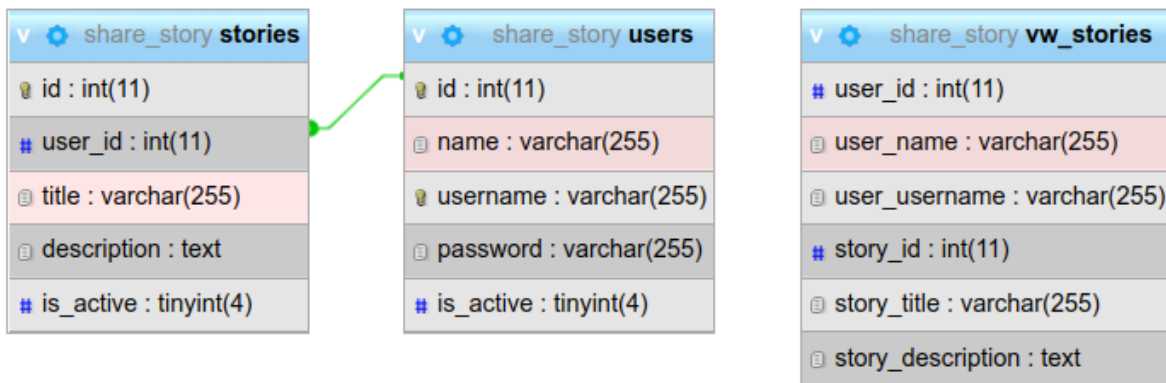 v share_story stories
id : int(11)
user_id : int(11)
title : varchar(255)
description : text
is_active : tinyint(4)
v share_story users
id : int(11)
name : varchar(255)
username : varchar(255)
password : varchar(255)
is_active : tinyint(4)
v share_story vw_stories
user_id : int(11)
user_name : varchar(255)
user_username : varchar(255)
story_id : int(11)
story_title : varchar(255)
story_description : text